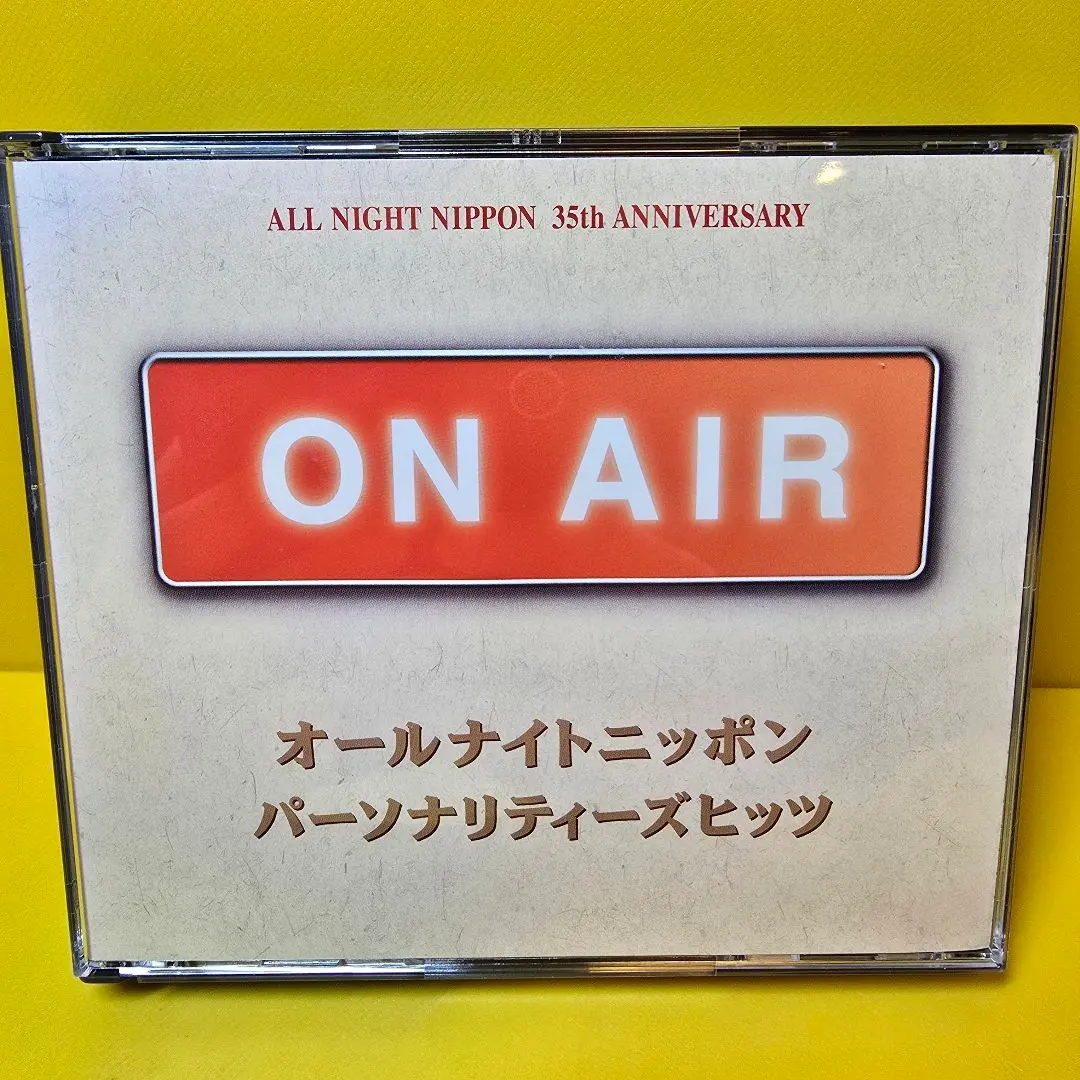 ALL NIGHT NIPPON 35th ANNIVERSARY
ON AIR
オールナイトニッポン
パーソナリティーズヒッツ